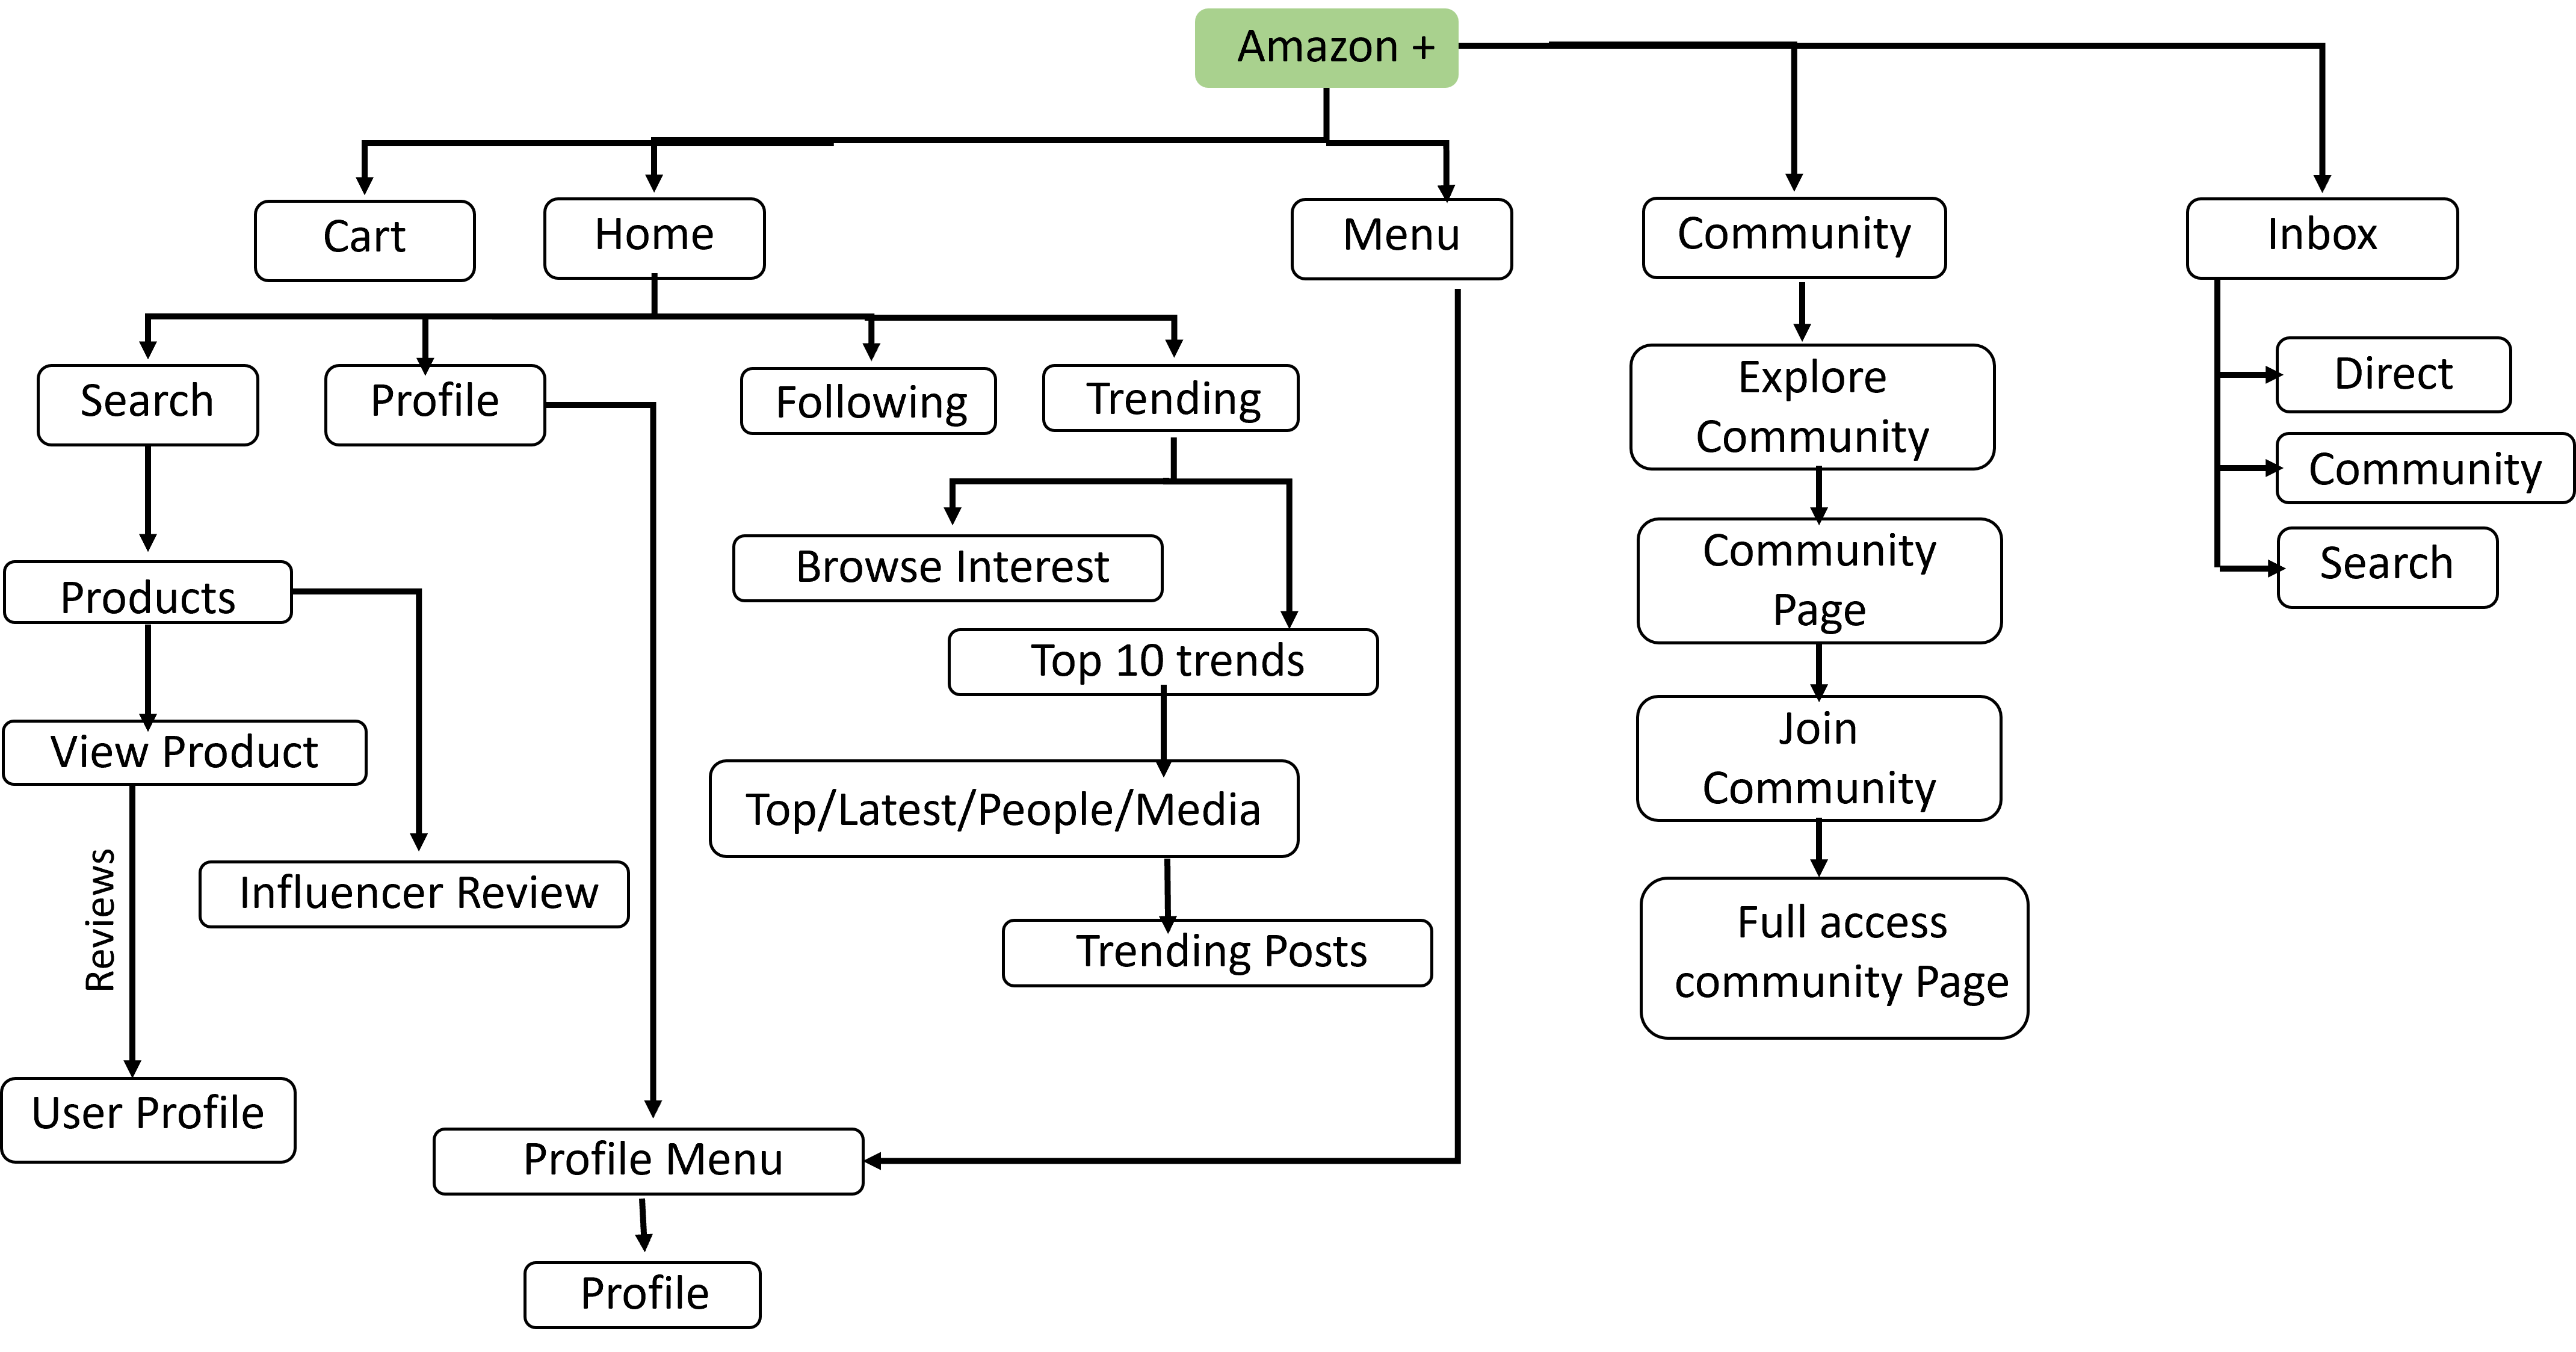 Amazon +
Cart
Home
Menu
Community
Inbox
Search
Profile
Following
Trending
Explore
Community
Direct
Community
Search
Products
Browse Interest
Community
Page
Top 10 trends
View Product
Top/Latest/People/Media
Join
Community
Reviews
Influencer Review
Trending Posts
Full access
community Page
User Profile
Profile Menu
Profile